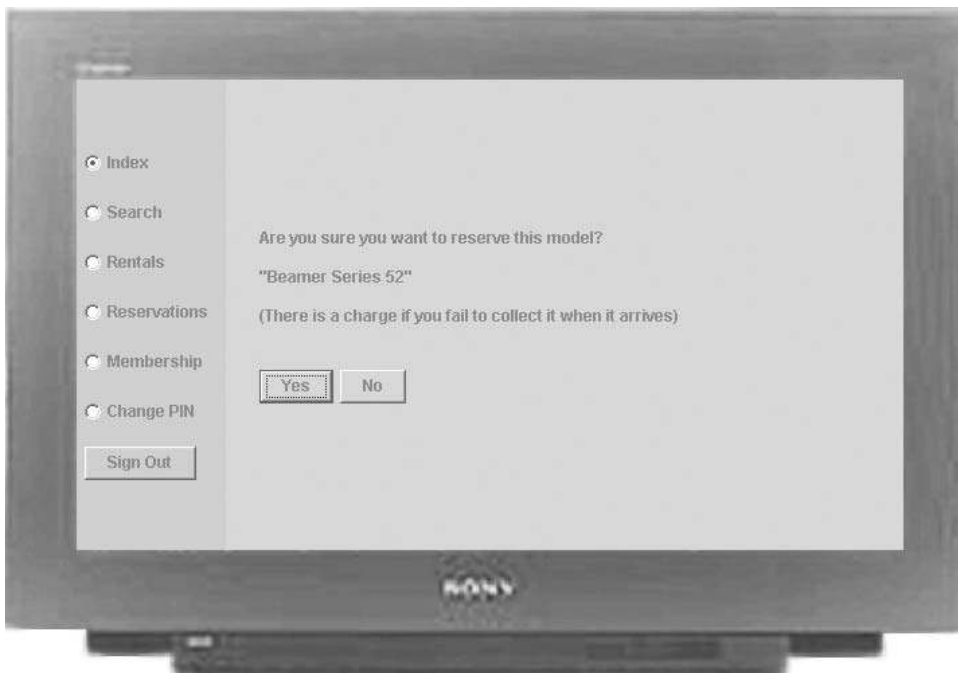 Index
Search
Rentals
Reservations
Membership
Change PIN
Sign Out
Are you sure you want to reserve this model?
"Beamer Series 52"
(There is a charge if you fail to collect it when it arrives)
Yes
No
SONY